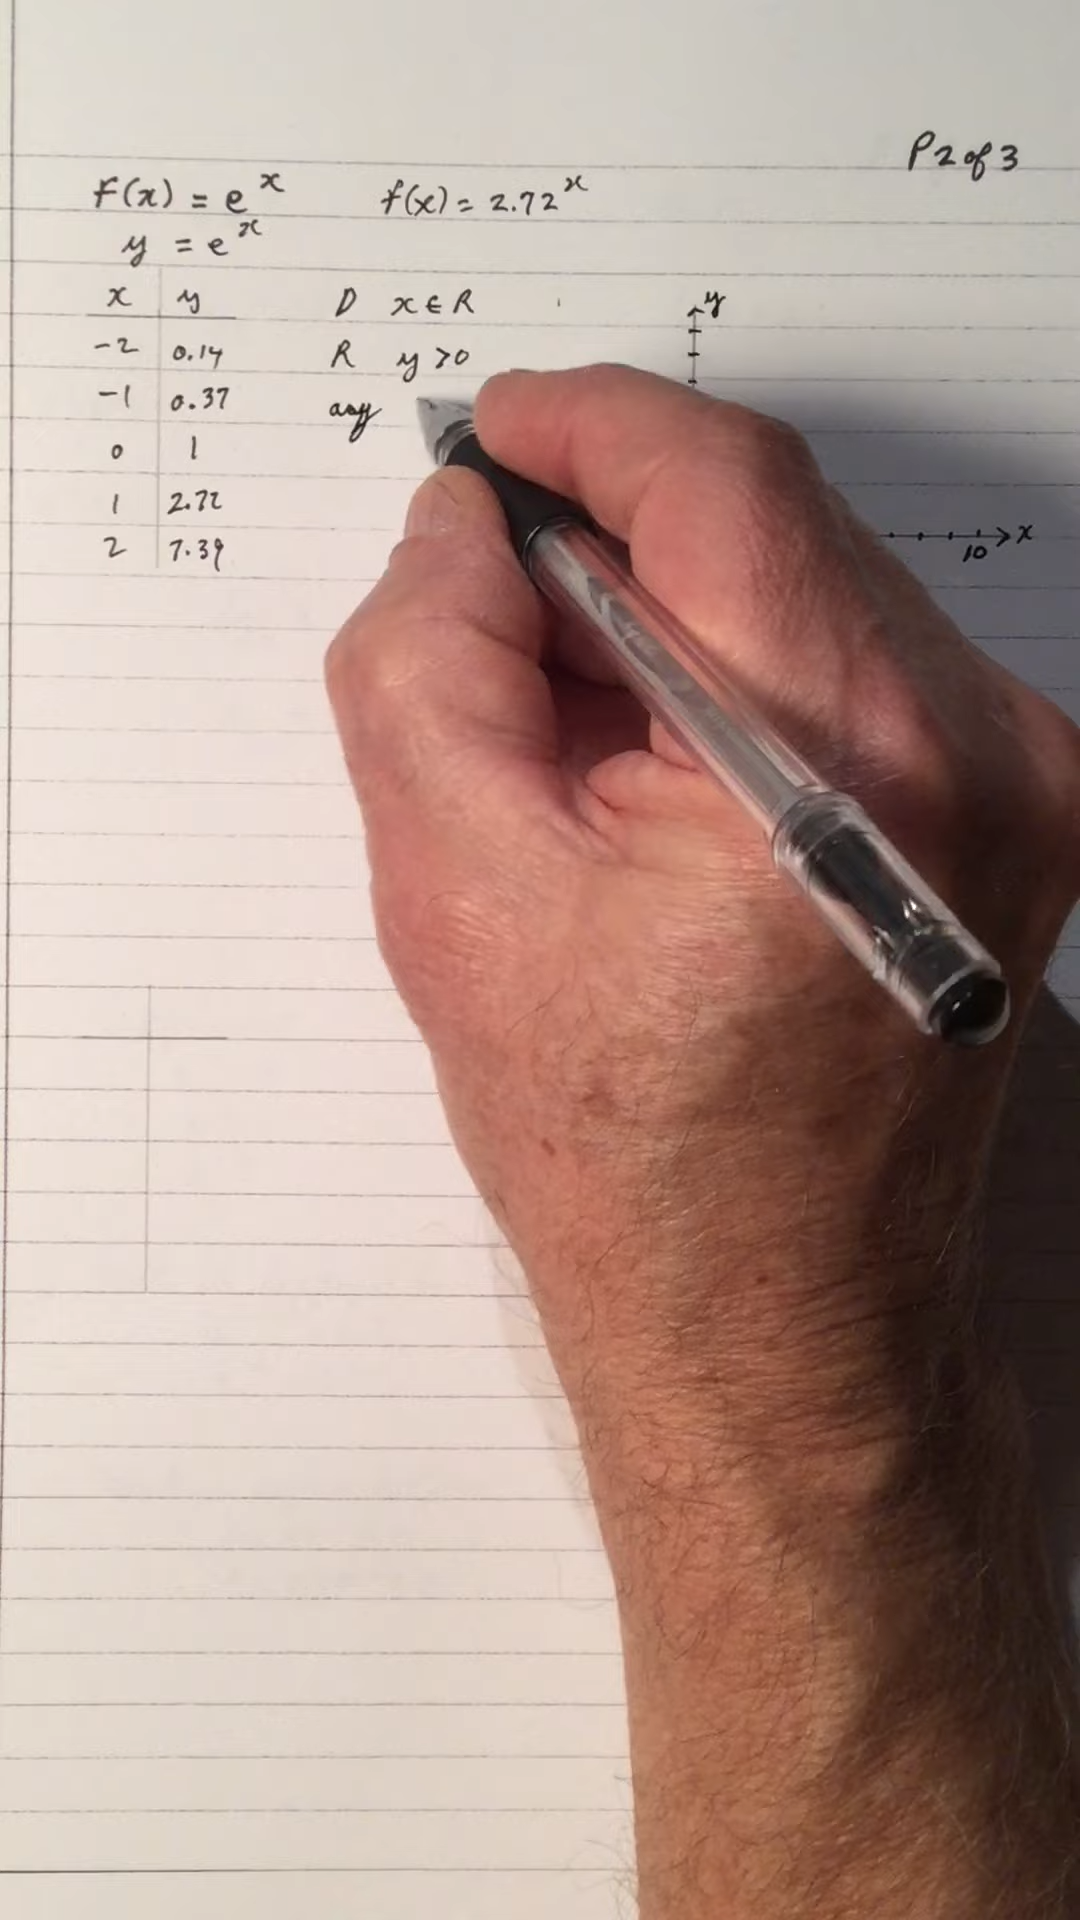 P2 of 3
F(x) = e^x f(x) = 2.72^x
y = e^x
x y D x ∈ R y
-2 0.14 R y >0
-1 0.37 asy
0 1
1 2.72
2 7.39 10 x